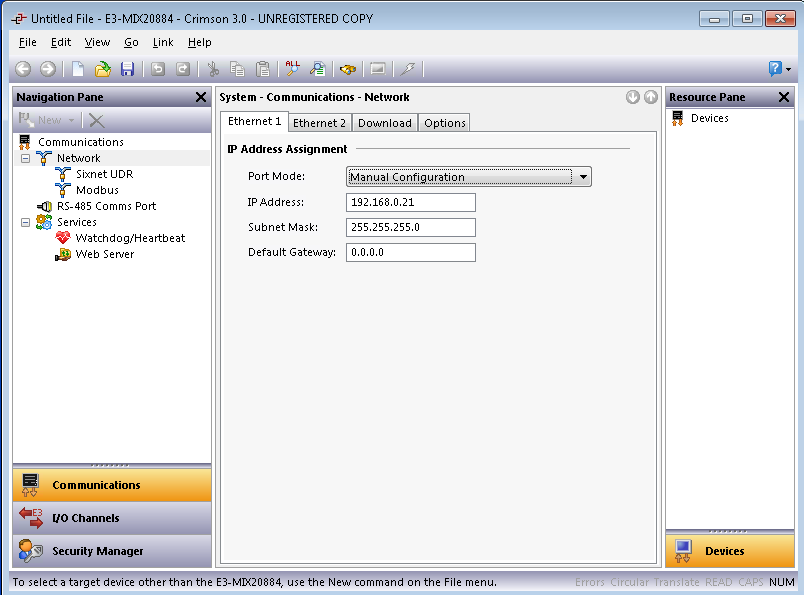 Untitled File - E3-MIX20884 - Crimson 3.0 - UNREGISTERED COPY
File Edit View Go Link Help
ALL
Navigation Pane
New
Communications
Network
Sixnet UDR
Modbus
RS-485 Comms Port
Services
Watchdog/Heartbeat
Web Server
Communications
E3
I/O Channels
Security Manager
System - Communications - Network
Ethernet 1 Ethernet 2 Download Options
IP Address Assignment
Port Mode: Manual Configuration
IP Address: 192.168.0.21
Subnet Mask: 255.255.255.0
Default Gateway: 0.0.0.0
Resource Pane
Devices
Devices
To select a target device other than the E3-MIX20884, use the New command on the File menu.
Errors Circular Translate READ CAPS NUM